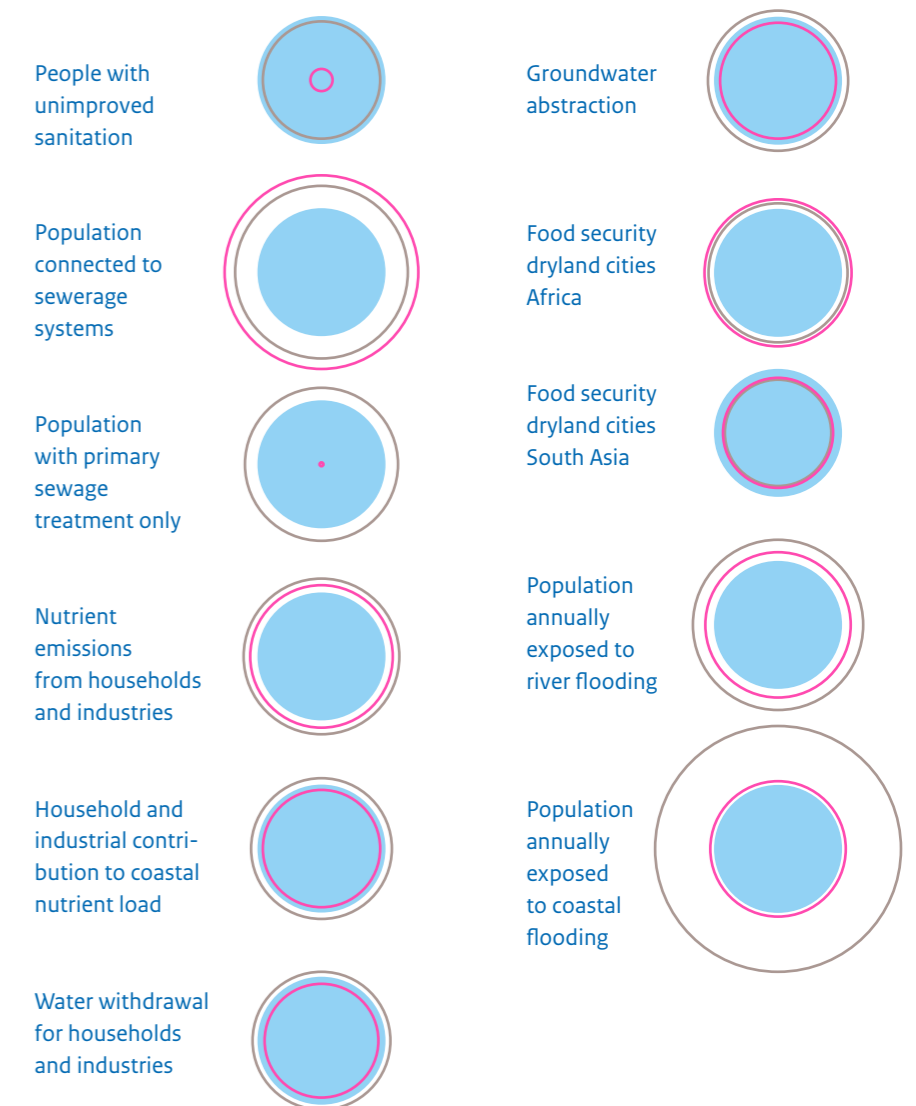 People with
unimproved
sanitation
Population
connected to
sewerage
systems
Population
with primary
sewage
treatment only
Nutrient
emissions
from households
and industries
Household and
industrial contri-
bution to coastal
nutrient load
Water withdrawal
for households
and industries
Groundwater
abstraction
Food security
dryland cities
Africa
Food security
dryland cities
South Asia
Population
annually
exposed to
river flooding
Population
annually
exposed
to coastal
flooding